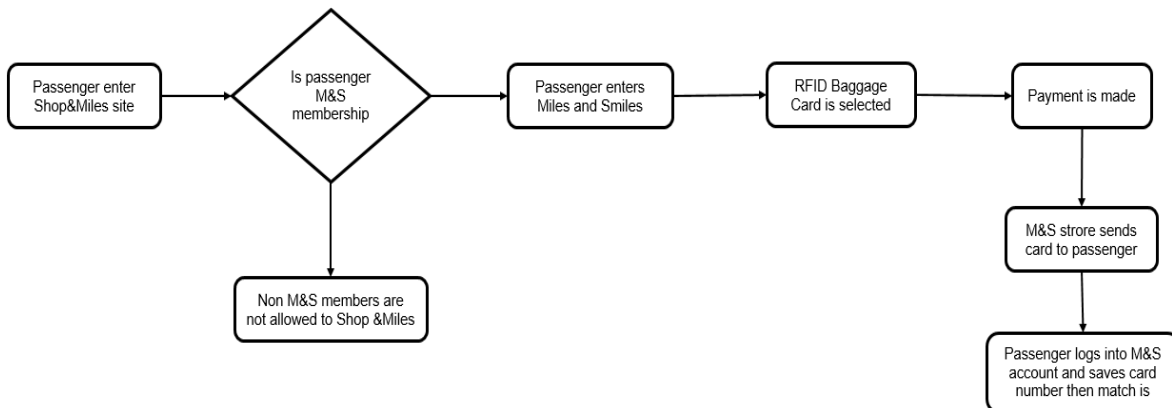 Passenger enter
Shop&Miles site
Is passenger
M&S
membership
Passenger enters
Miles and Smiles
RFID Baggage
Card is selected
Payment is made
M&S strore sends
card to passenger
Non M&S members are
not allowed to Shop &Miles
Passenger logs into M&S
account and saves card
number then match is